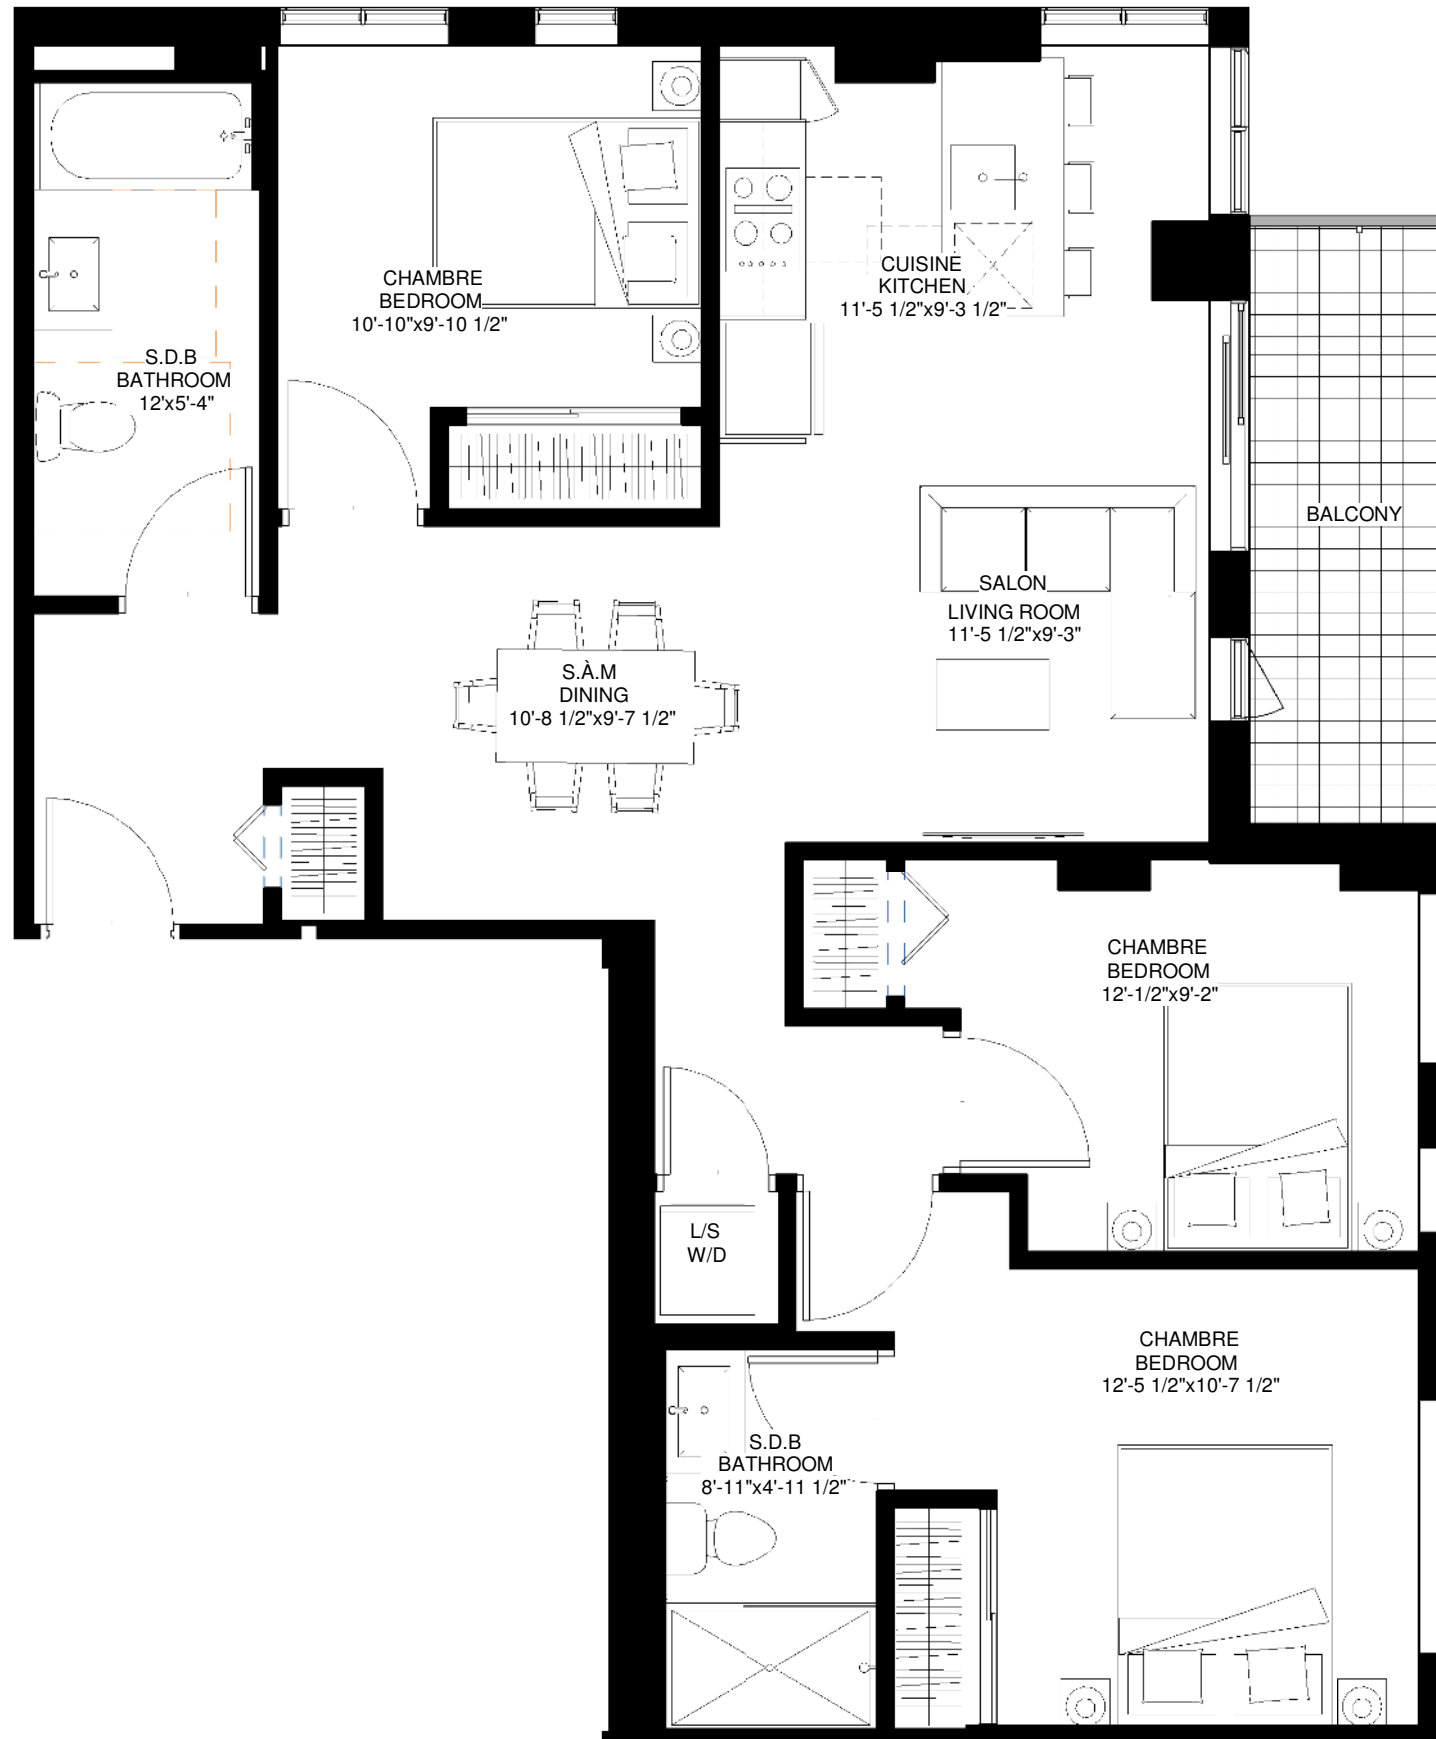 CHAMBRE
BEDROOM
10'-10"x9'-10 1/2"
CUISINE
KITCHEN
11'-5 1/2"x9'-3 1/2"
S.D.B
BATHROOM
12'x5'-4"
BALCONY
SALON
LIVING ROOM
11'-5 1/2"x9'-3"
S.À.M
DINING
10'-8 1/2"x9'-7 1/2"
CHAMBRE
BEDROOM
12'-1/2"x9'-2"
L/S
W/D
CHAMBRE
BEDROOM
12'-5 1/2"x10'-7 1/2"
S.D.B
BATHROOM
8'-11"x4'-11 1/2"